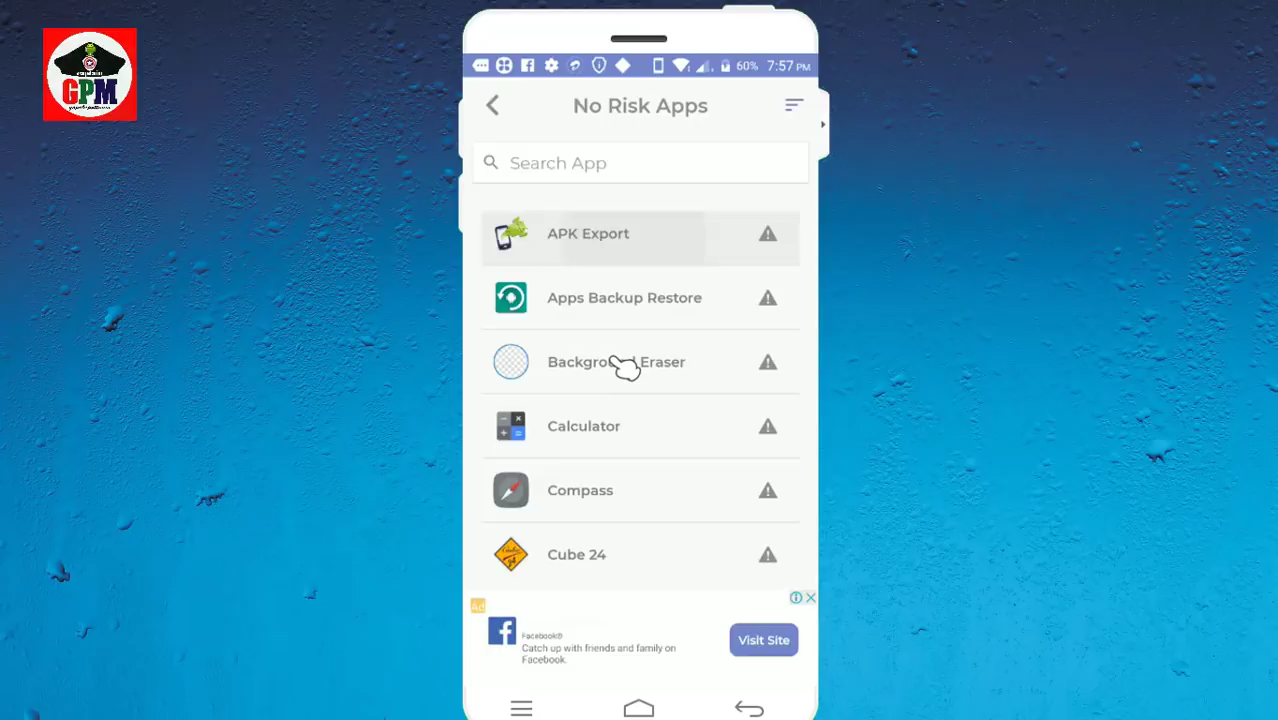 GPM
60% 7:57 PM
No Risk Apps
Search App
APK Export
Apps Backup Restore
Background Eraser
Calculator
Compass
Cube 24
Ad
Facebook®
Catch up with friends and family on
Facebook.
Visit Site